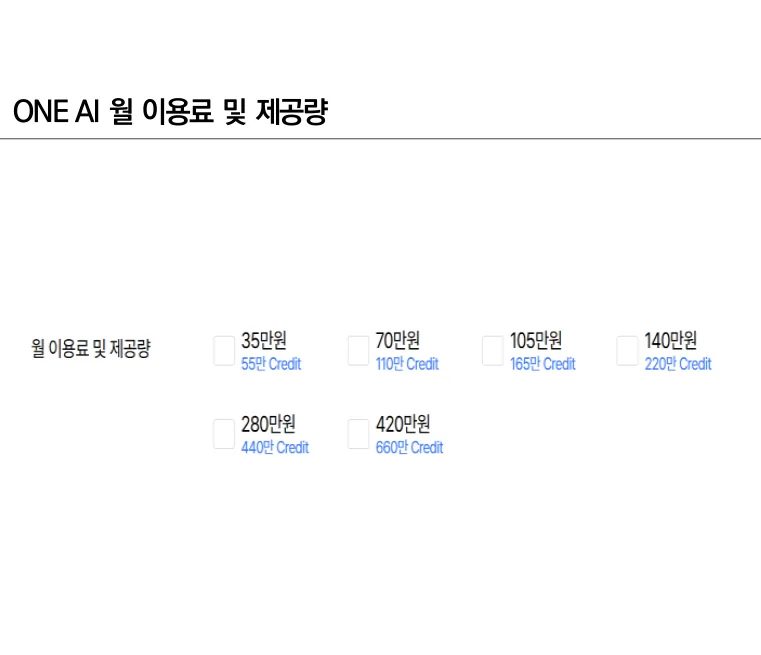 ONE AI 월 이용료 및 제공량
월 이용료 및 제공량
35만원
55만 Credit
70만원
110만 Credit
105만원
165만 Credit
140만원
220만 Credit
280만원
440만 Credit
420만원
660만 Credit